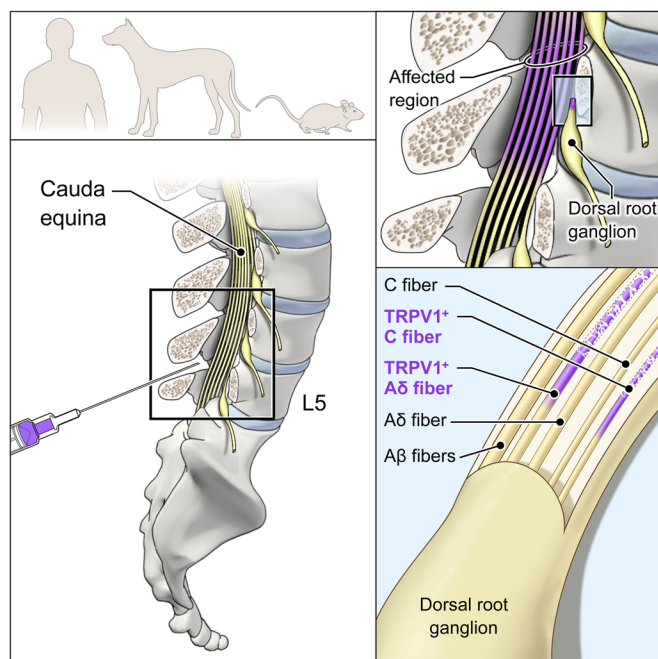 Cauda
equina
L5
Affected
region
Dorsal root
ganglion
C fiber
TRPV1⁺
C fiber
TRPV1⁺
Aδ fiber
Aδ fiber
Aβ fibers
Dorsal root
ganglion